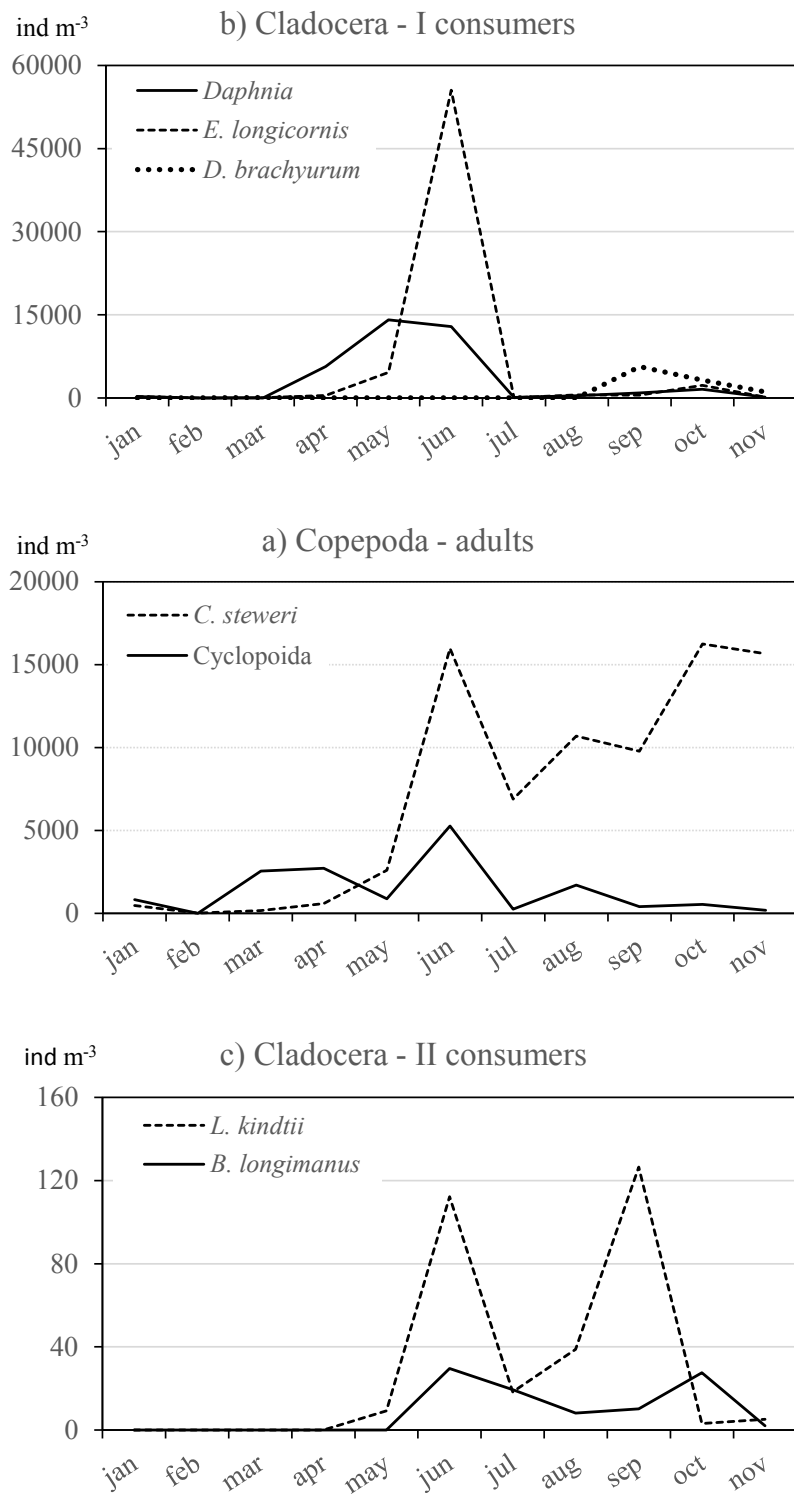 b) Cladocera - I consumers
ind m-3
60000
45000
30000
15000
0
Daphnia
E. longicornis
D. brachyurum
jan feb mar apr may jun jul aug sep oct nov
a) Copepoda - adults
ind m-3
20000
15000
10000
5000
0
C. steweri
Cyclopoida
jan feb mar apr may jun jul aug sep oct nov
c) Cladocera - II consumers
ind m-3
160
120
80
40
0
L. kindtii
B. longimanus
jan feb mar apr may jun jul aug sep oct nov